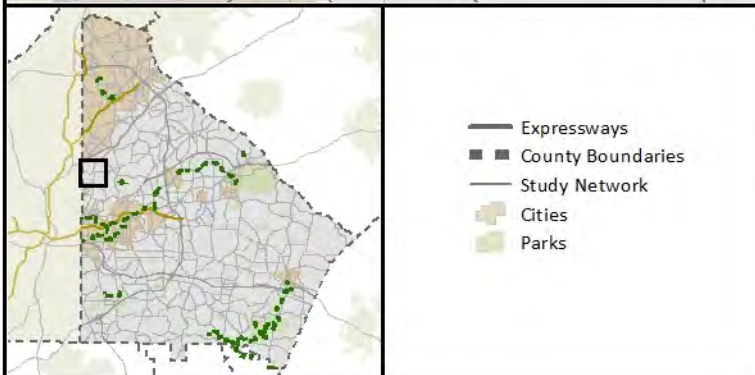 Expressways
County Boundaries
Study Network
Cities
Parks